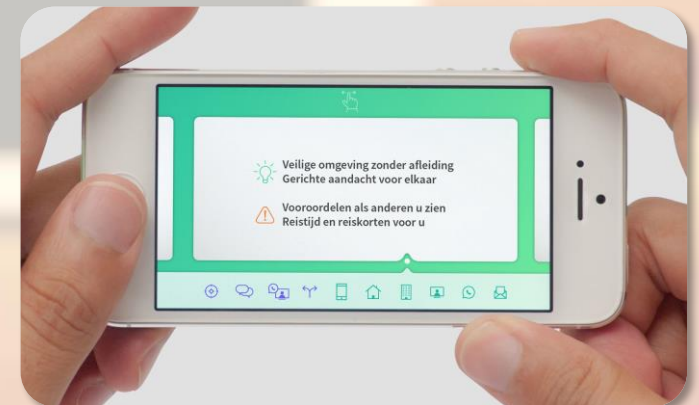 Veilige omgeving zonder afleiding
Gerichte aandacht voor elkaar
Vooroordelen als anderen u zien
Reistijd en reiskorten voor u